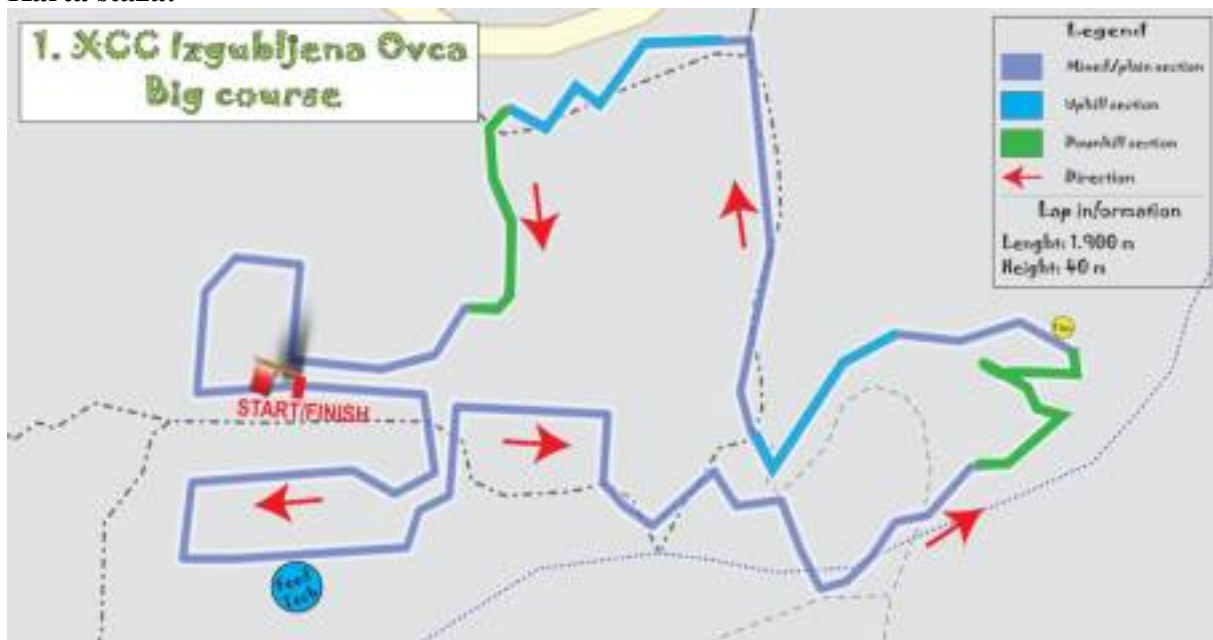 Karta staza:
1. XCC Izgubljena Ovca
Big course
START/FINISH
Feed
Tech
Legend
Mixed/plain section
Uphill section
Downhill section
Direction
Lap information
Lenght: 1.900 m
Height: 40 m